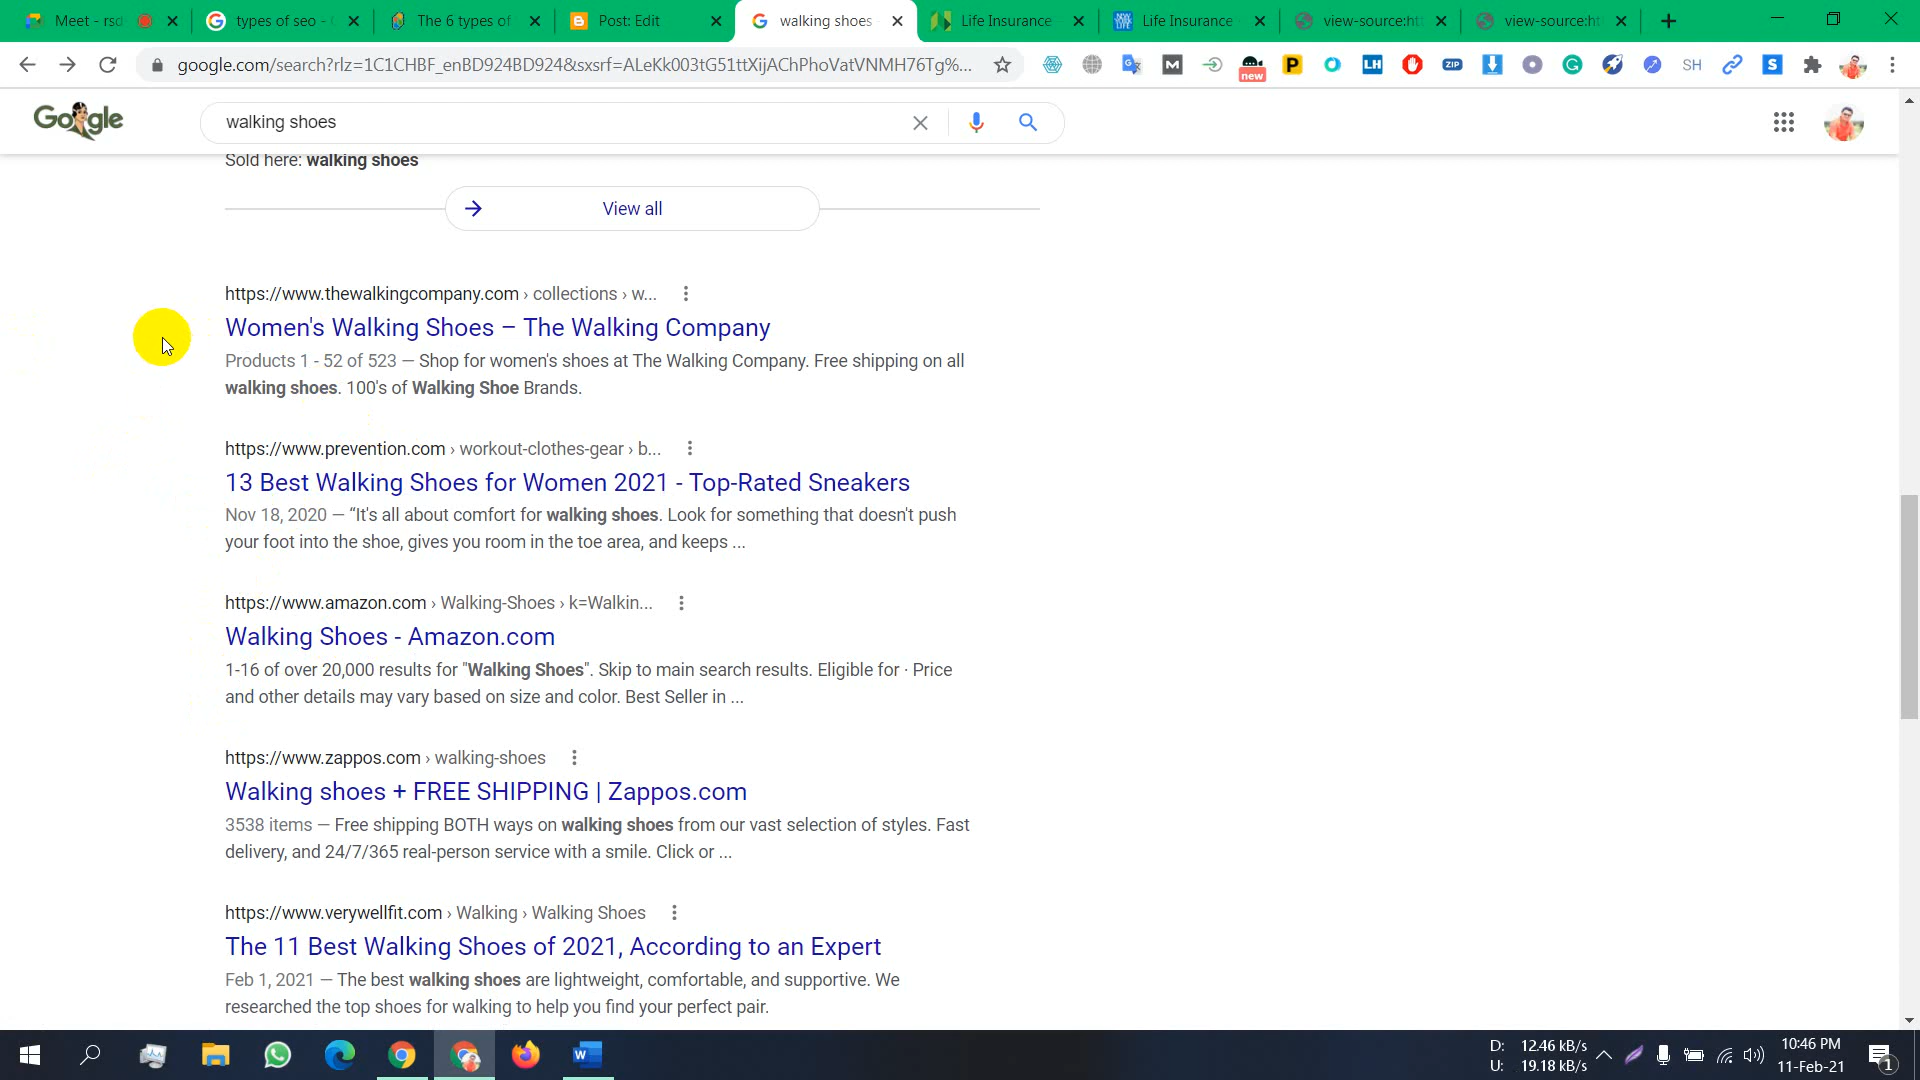 Meet - rsd
types of seo - G
The 6 types of
Post: Edit
walking shoes
Life Insurance
Life Insurance
view-source:ht
view-source:ht
google.com/search?rlz=1C1CHBF_enBD924BD924&sxsrf=ALeKk003tG51ttXijAChPhoVatVNMH76Tg%...
M
new
P
LH
ZIP
SH
S
Google
walking shoes
Sold here: walking shoes
View all
https://www.thewalkingcompany.com › collections › w...
Women's Walking Shoes – The Walking Company
Products 1 - 52 of 523 — Shop for women's shoes at The Walking Company. Free shipping on all
walking shoes. 100's of Walking Shoe Brands.
https://www.prevention.com › workout-clothes-gear › b...
13 Best Walking Shoes for Women 2021 - Top-Rated Sneakers
Nov 18, 2020 — “It's all about comfort for walking shoes. Look for something that doesn't push
your foot into the shoe, gives you room in the toe area, and keeps ...
https://www.amazon.com › Walking-Shoes › k=Walkin...
Walking Shoes - Amazon.com
1-16 of over 20,000 results for "Walking Shoes". Skip to main search results. Eligible for · Price
and other details may vary based on size and color. Best Seller in ...
https://www.zappos.com › walking-shoes
Walking shoes + FREE SHIPPING | Zappos.com
3538 items — Free shipping BOTH ways on walking shoes from our vast selection of styles. Fast
delivery, and 24/7/365 real-person service with a smile. Click or ...
https://www.verywellfit.com › Walking › Walking Shoes
The 11 Best Walking Shoes of 2021, According to an Expert
Feb 1, 2021 — The best walking shoes are lightweight, comfortable, and supportive. We
researched the top shoes for walking to help you find your perfect pair.
D: 12.46 kB/s
U: 19.18 kB/s
10:46 PM
11-Feb-21
1